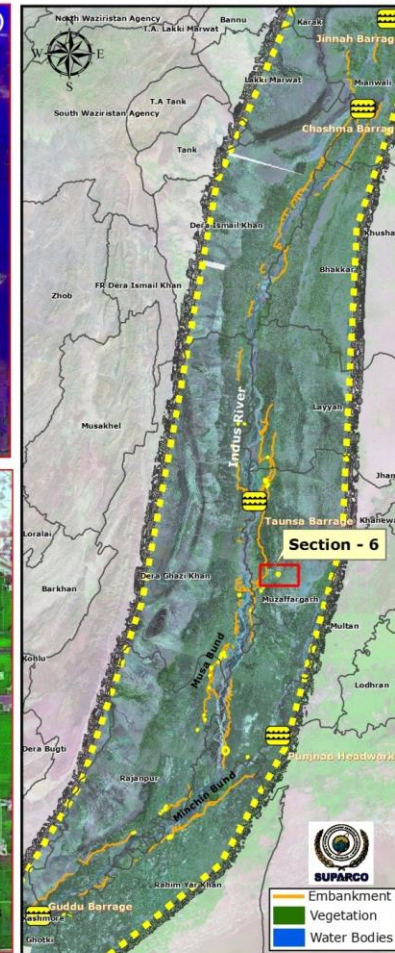 North Waziristan Agency
Bannu
Karak
T.A. Lakki Marwat
N
W
E
S
Jinnah Barrag
Lakki Marwat
Mianwali
T.A Tank
South Waziristan Agency
Chashma Barrag
Tank
Dera Ismail Khan
Khusha
FR Dera Ismail Khan
Bhakkar
Zhob
Layyah
Musakhel
Indus River
Jhan
Taunsa Barrage
Khanewa
Loralai
Section - 6
Barkhan
Dera Ghazi Khan
Muzaffargarh
Multan
Kohlu
Musa Bund
Lodhran
Dera Bugti
Punjnad Headwork
Rajanpur
Minchin Bund
SUPARCO
Rahim Yar Khan
Embankment
Guddu Barrage
Vegetation
Kashmore
Ghotki
Water Bodies